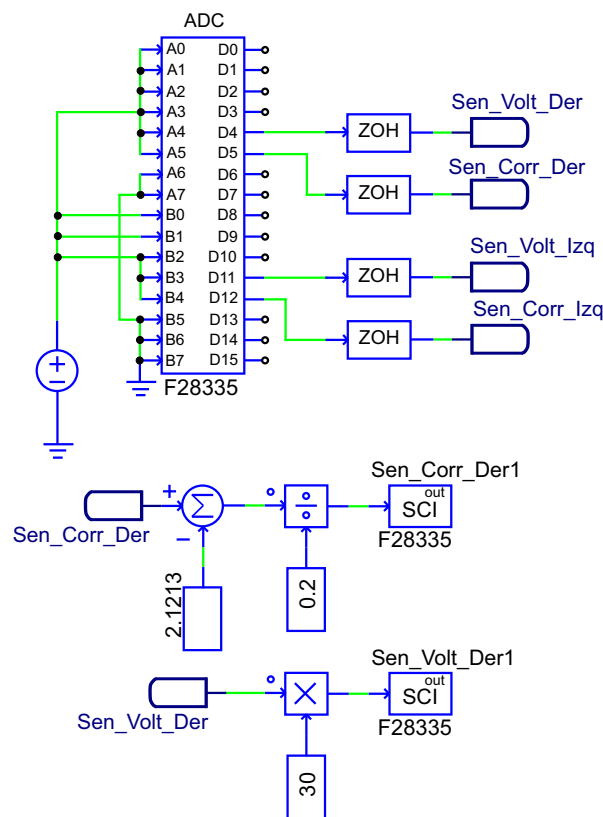 ADC
A0 D0
A1 D1
A2 D2
A3 D3
A4 D4
A5 D5
A6 D6
A7 D7
B0 D8
B1 D9
B2 D10
B3 D11
B4 D12
B5 D13
B6 D14
B7 D15
F28335
ZOH
Sen_Volt_Der
ZOH
Sen_Corr_Der
ZOH
Sen_Volt_Izq
ZOH
Sen_Corr_Izq
Sen_Corr_Der
+
−
Σ
2.1213
÷
0.2
Sen_Corr_Der1
out
SCI
F28335
Sen_Volt_Der
×
30
Sen_Volt_Der1
out
SCI
F28335